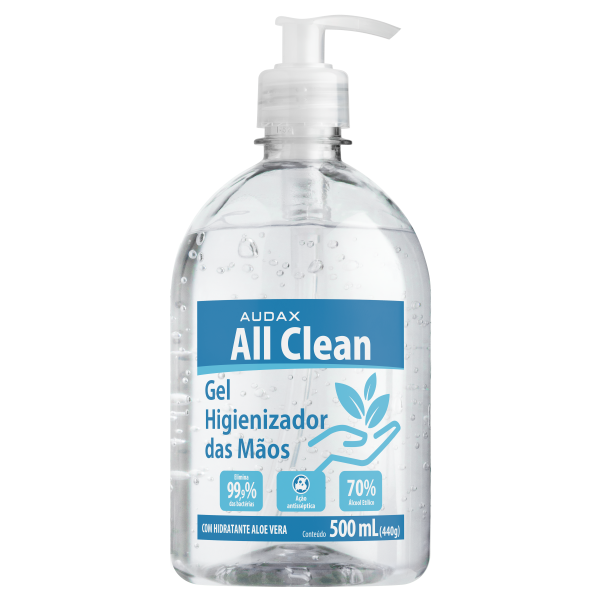 AUDAX
All Clean
Gel
Higienizador
das Mãos
Elimina
99,9%
das bactérias
Ação
antisséptica
70%
Álcool Etílico
COM HIDRATANTE ALOE VERA
Conteúdo 500 mL (440g)